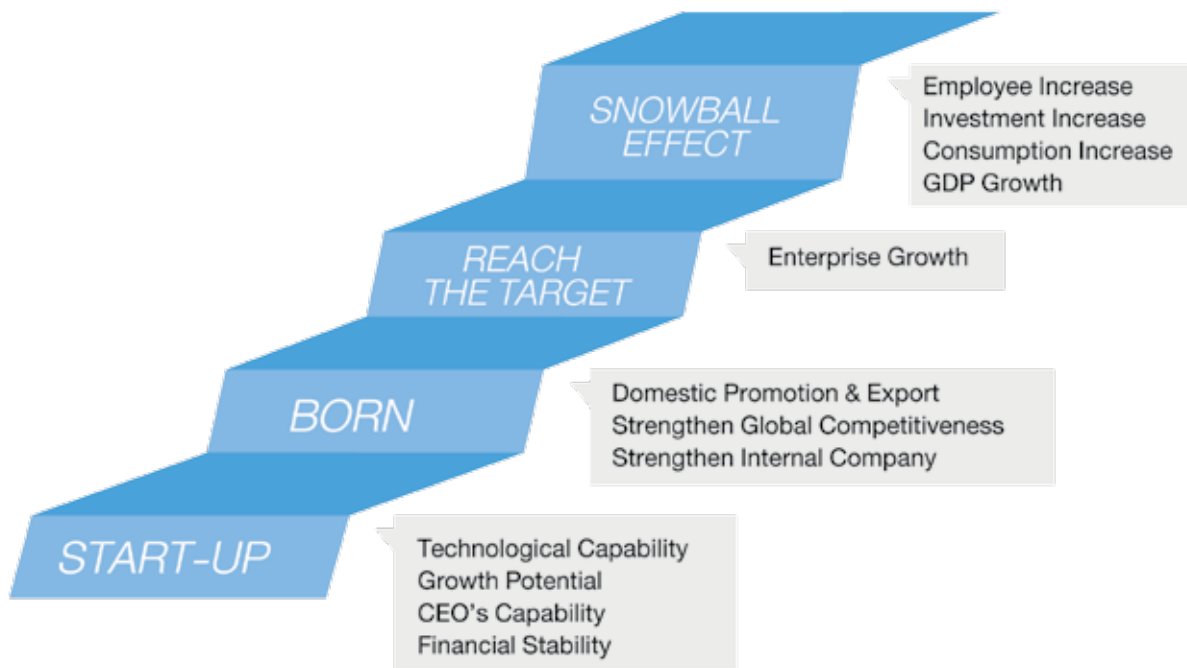 SNOWBALL
EFFECT
Employee Increase
Investment Increase
Consumption Increase
GDP Growth
REACH
THE TARGET
Enterprise Growth
BORN
Domestic Promotion & Export
Strengthen Global Competitiveness
Strengthen Internal Company
START-UP
Technological Capability
Growth Potential
CEO's Capability
Financial Stability